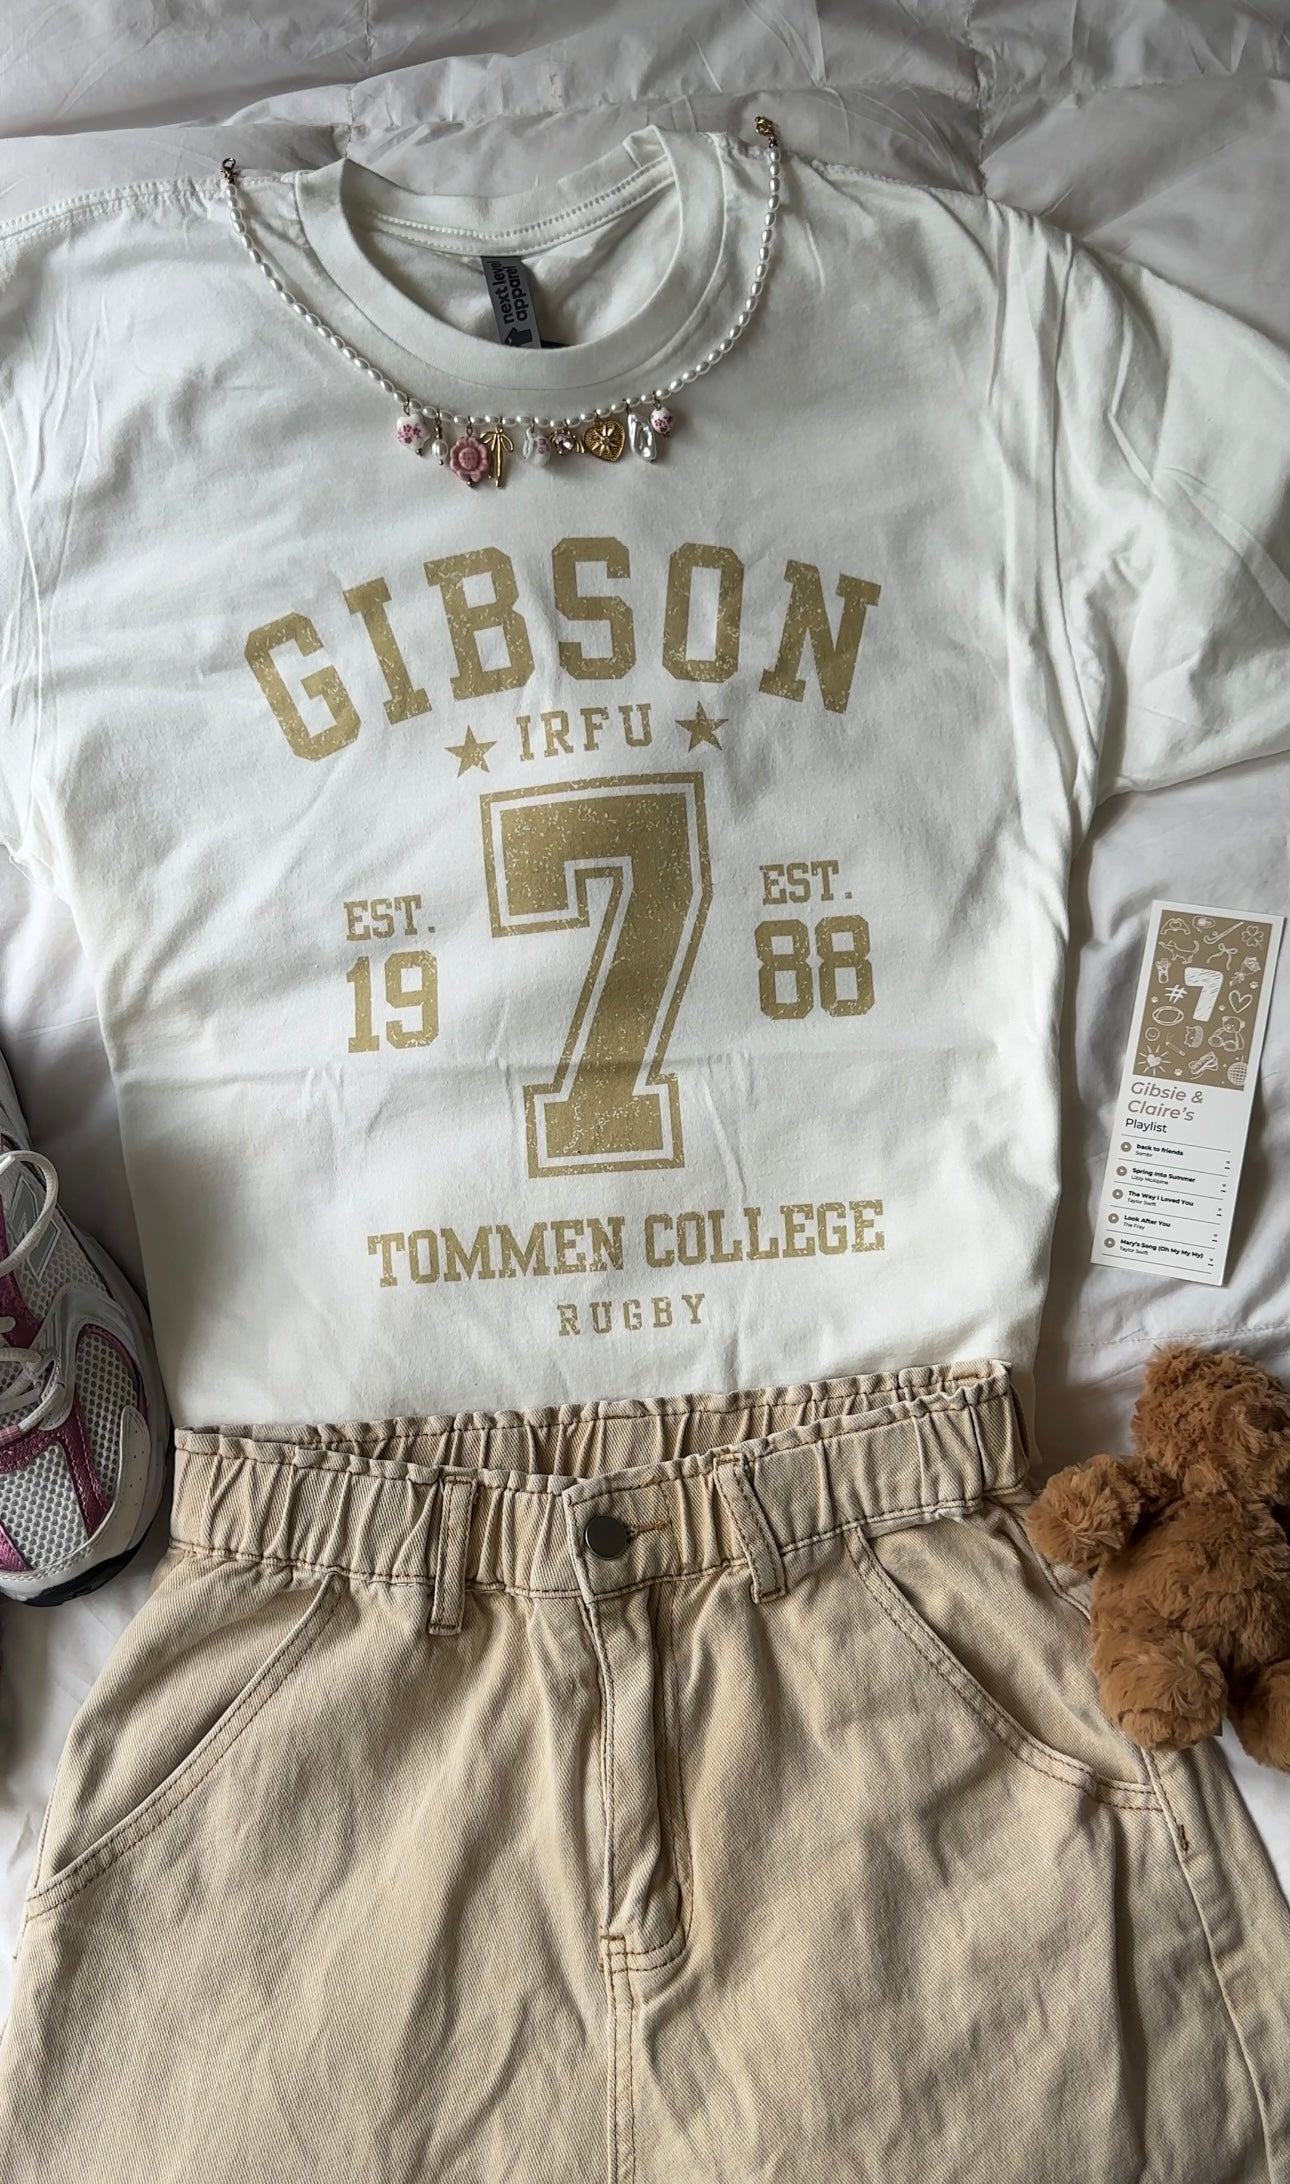 next level
apparel
GIBSON
IRFU
7
EST.
19
EST.
88
TOMMEN COLLEGE
RUGBY
#7
Gibsie &
Claire's
Playlist
back to friends
Sombr
Spring Into Summer
Lizzy McAlpine
The Way I Loved You
Taylor Swift
Look After You
The Fray
Mary's Song (Oh My My My)
Taylor Swift